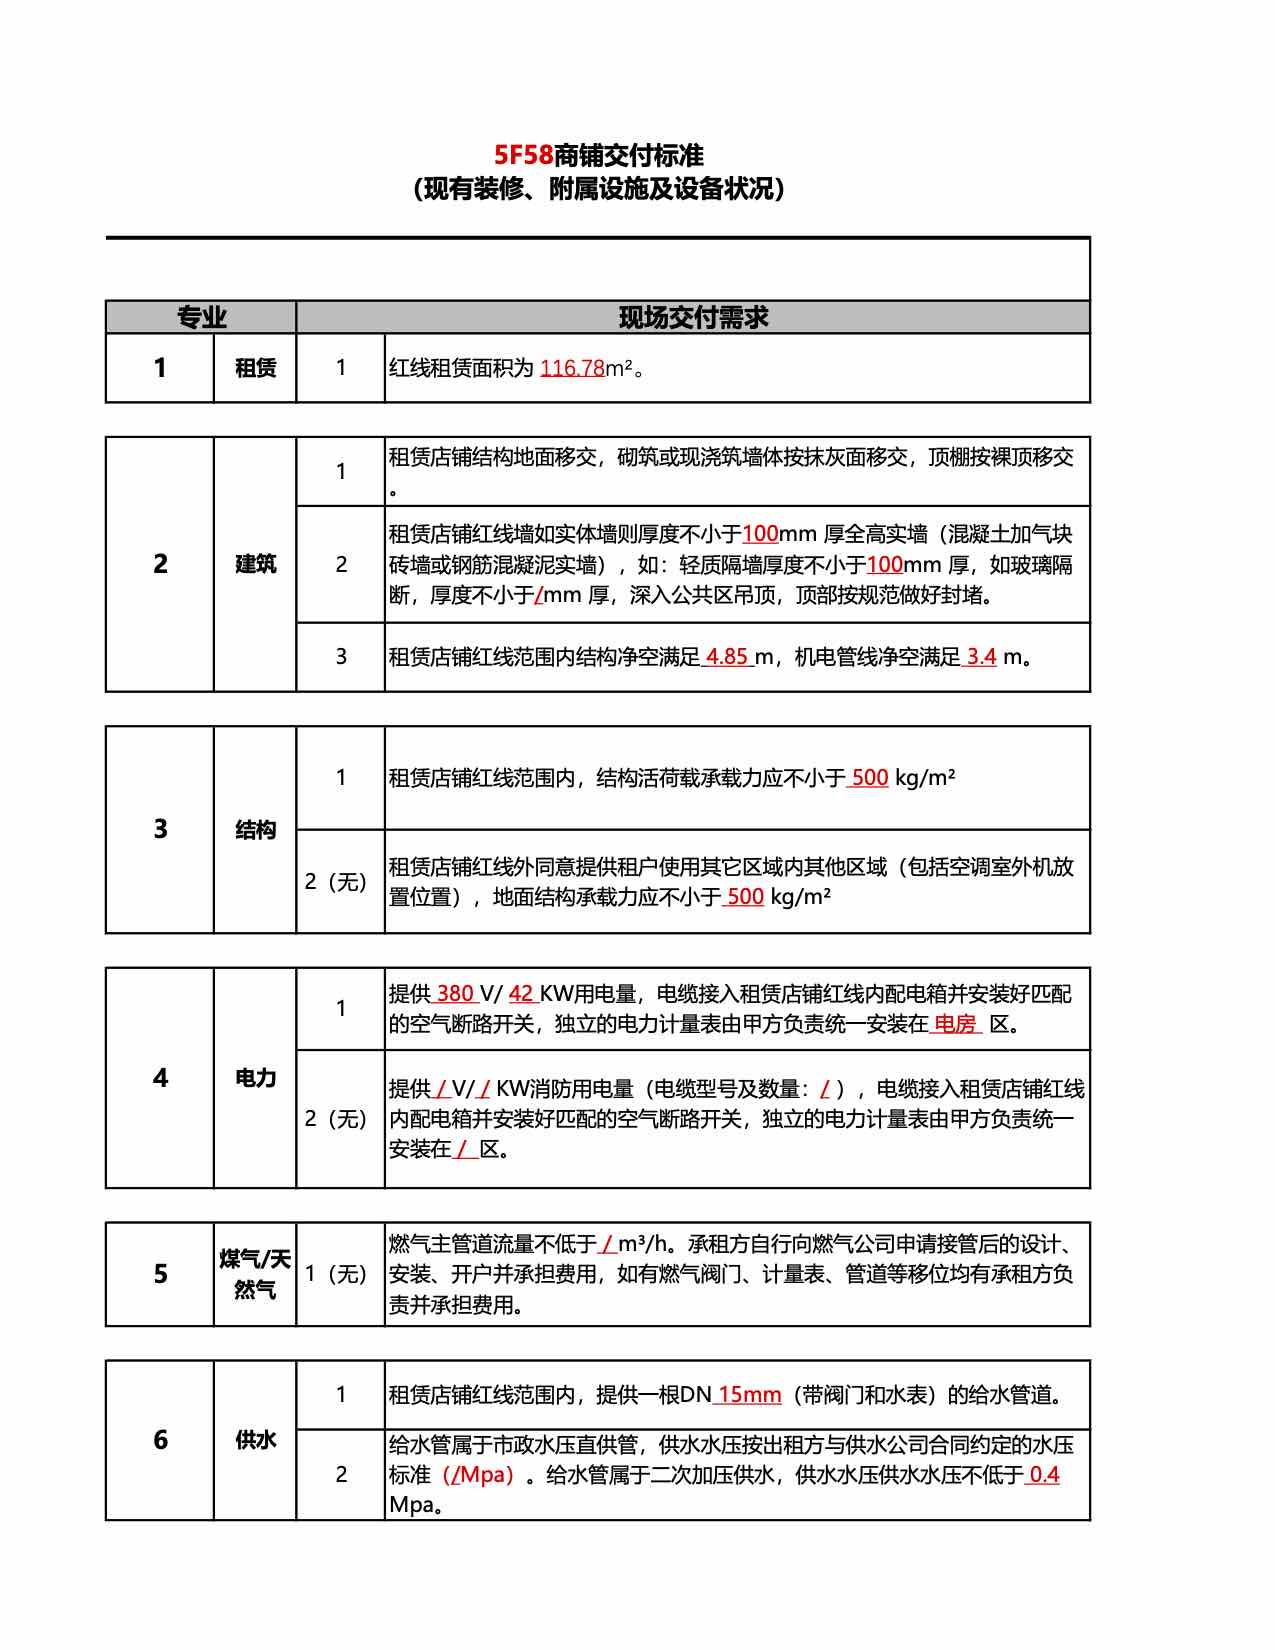 5F58商铺交付标准
（现有装修、附属设施及设备状况）
专业 现场交付需求
1 租赁 1 红线租赁面积为 116.78m²。
1 租赁店铺结构地面移交，砌筑或现浇筑墙体按抹灰面移交，顶棚按裸顶移交
。
2 建筑 2 租赁店铺红线墙如实体墙则厚度不小于100mm 厚全高实墙（混凝土加气块
砖墙或钢筋混凝泥实墙），如：轻质隔墙厚度不小于100mm 厚，如玻璃隔
断，厚度不小于/mm 厚，深入公共区吊顶，顶部按规范做好封堵。
3 租赁店铺红线范围内结构净空满足 4.85 m，机电管线净空满足 3.4 m。
3 结构 1 租赁店铺红线范围内，结构活荷载承载力应不小于 500 kg/m²
2（无） 租赁店铺红线外同意提供租户使用其它区域内其他区域（包括空调室外机放
置位置），地面结构承载力应不小于 500 kg/m²
4 电力 1 提供 380 V/ 42 KW用电量，电缆接入租赁店铺红线内配电箱并安装好匹配
的空气断路开关，独立的电力计量表由甲方负责统一安装在 电房 区。
2（无） 提供 / V/ / KW消防用电量（电缆型号及数量：/ ），电缆接入租赁店铺红线
内配电箱并安装好匹配的空气断路开关，独立的电力计量表由甲方负责统一
安装在 / 区。
5 煤气/天
然气 1（无） 燃气主管道流量不低于 / m³/h。承租方自行向燃气公司申请接管后的设计、
安装、开户并承担费用，如有燃气阀门、计量表、管道等移位均有承租方负
责并承担费用。
6 供水 1 租赁店铺红线范围内，提供一根DN 15mm（带阀门和水表）的给水管道。
2 给水管属于市政水压直供管，供水水压按出租方与供水公司合同约定的水压
标准（/Mpa）。给水管属于二次加压供水，供水水压供水水压不低于 0.4
Mpa。